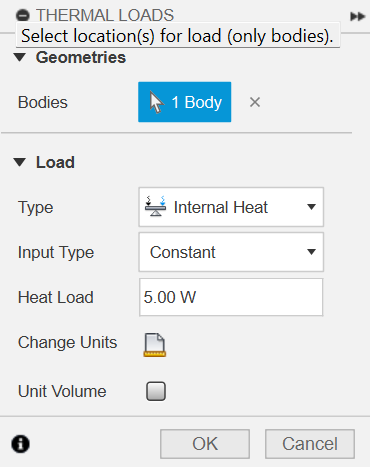 THERMAL LOADS
Select location(s) for load (only bodies).
Geometries
Bodies 1 Body
Load
Type Internal Heat
Input Type Constant
Heat Load 5.00 W
Change Units
Unit Volume
OK Cancel